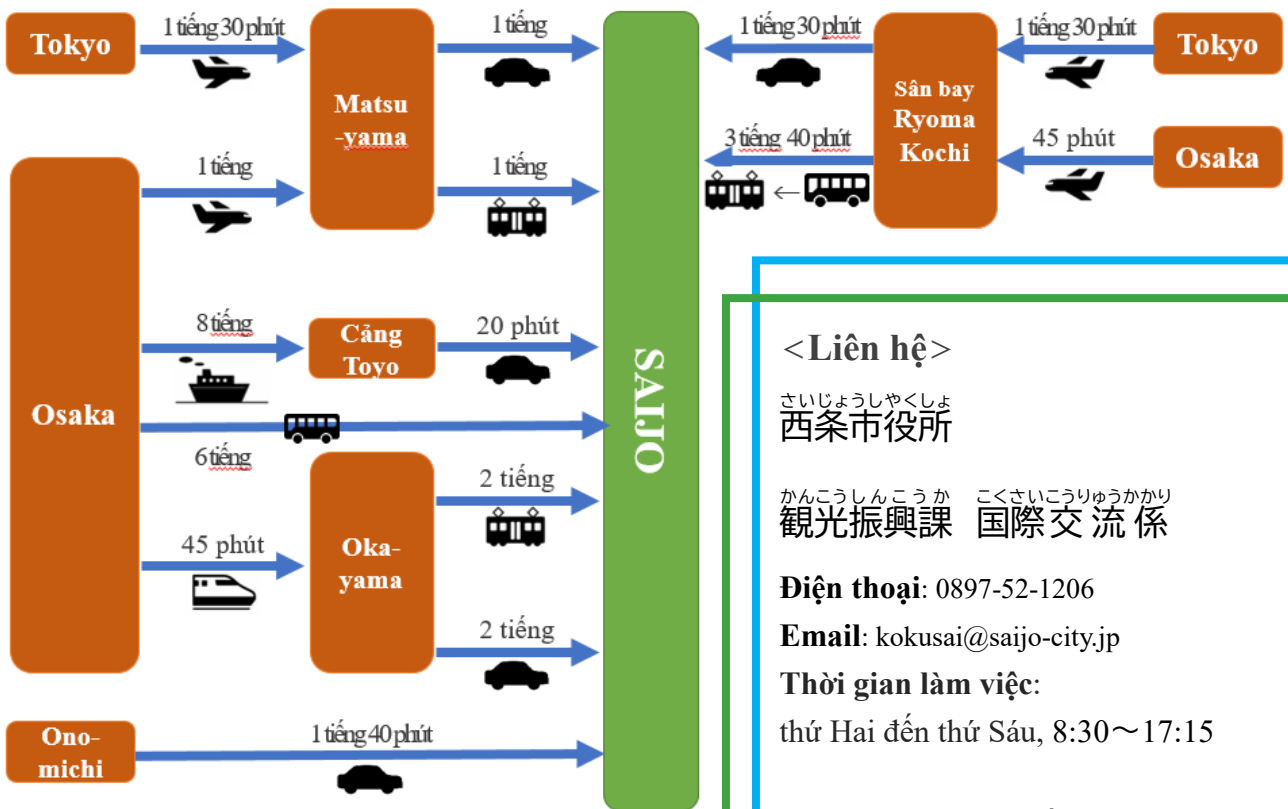 Tokyo
1 tiếng 30 phút
Matsu
-yama
1 tiếng
Osaka
1 tiếng
1 tiếng
8 tiếng
Cảng
Toyo
20 phút
6 tiếng
45 phút
Oka-
yama
2 tiếng
2 tiếng
Ono-
michi
1 tiếng 40 phút
SAIJO
1 tiếng 30 phút
Sân bay
Ryoma
Kochi
1 tiếng 30 phút
Tokyo
3 tiếng 40 phút
←
45 phút
Osaka
<Liên hệ>
さいじょうしやくしょ
西条市役所
かんこうしんこうか こくさいこうりゅうかかり
観光振興課 国際交流係
Điện thoại: 0897-52-1206
Email: kokusai@saijo-city.jp
Thời gian làm việc:
thứ Hai đến thứ Sáu, 8:30～17:15